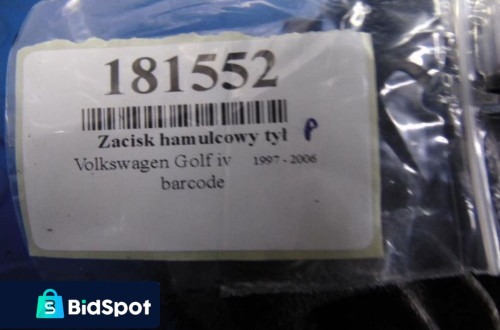 181552
Zacisk hamulcowy tył P
Volkswagen Golf iv 1997 - 2006
barcode
BidSpot